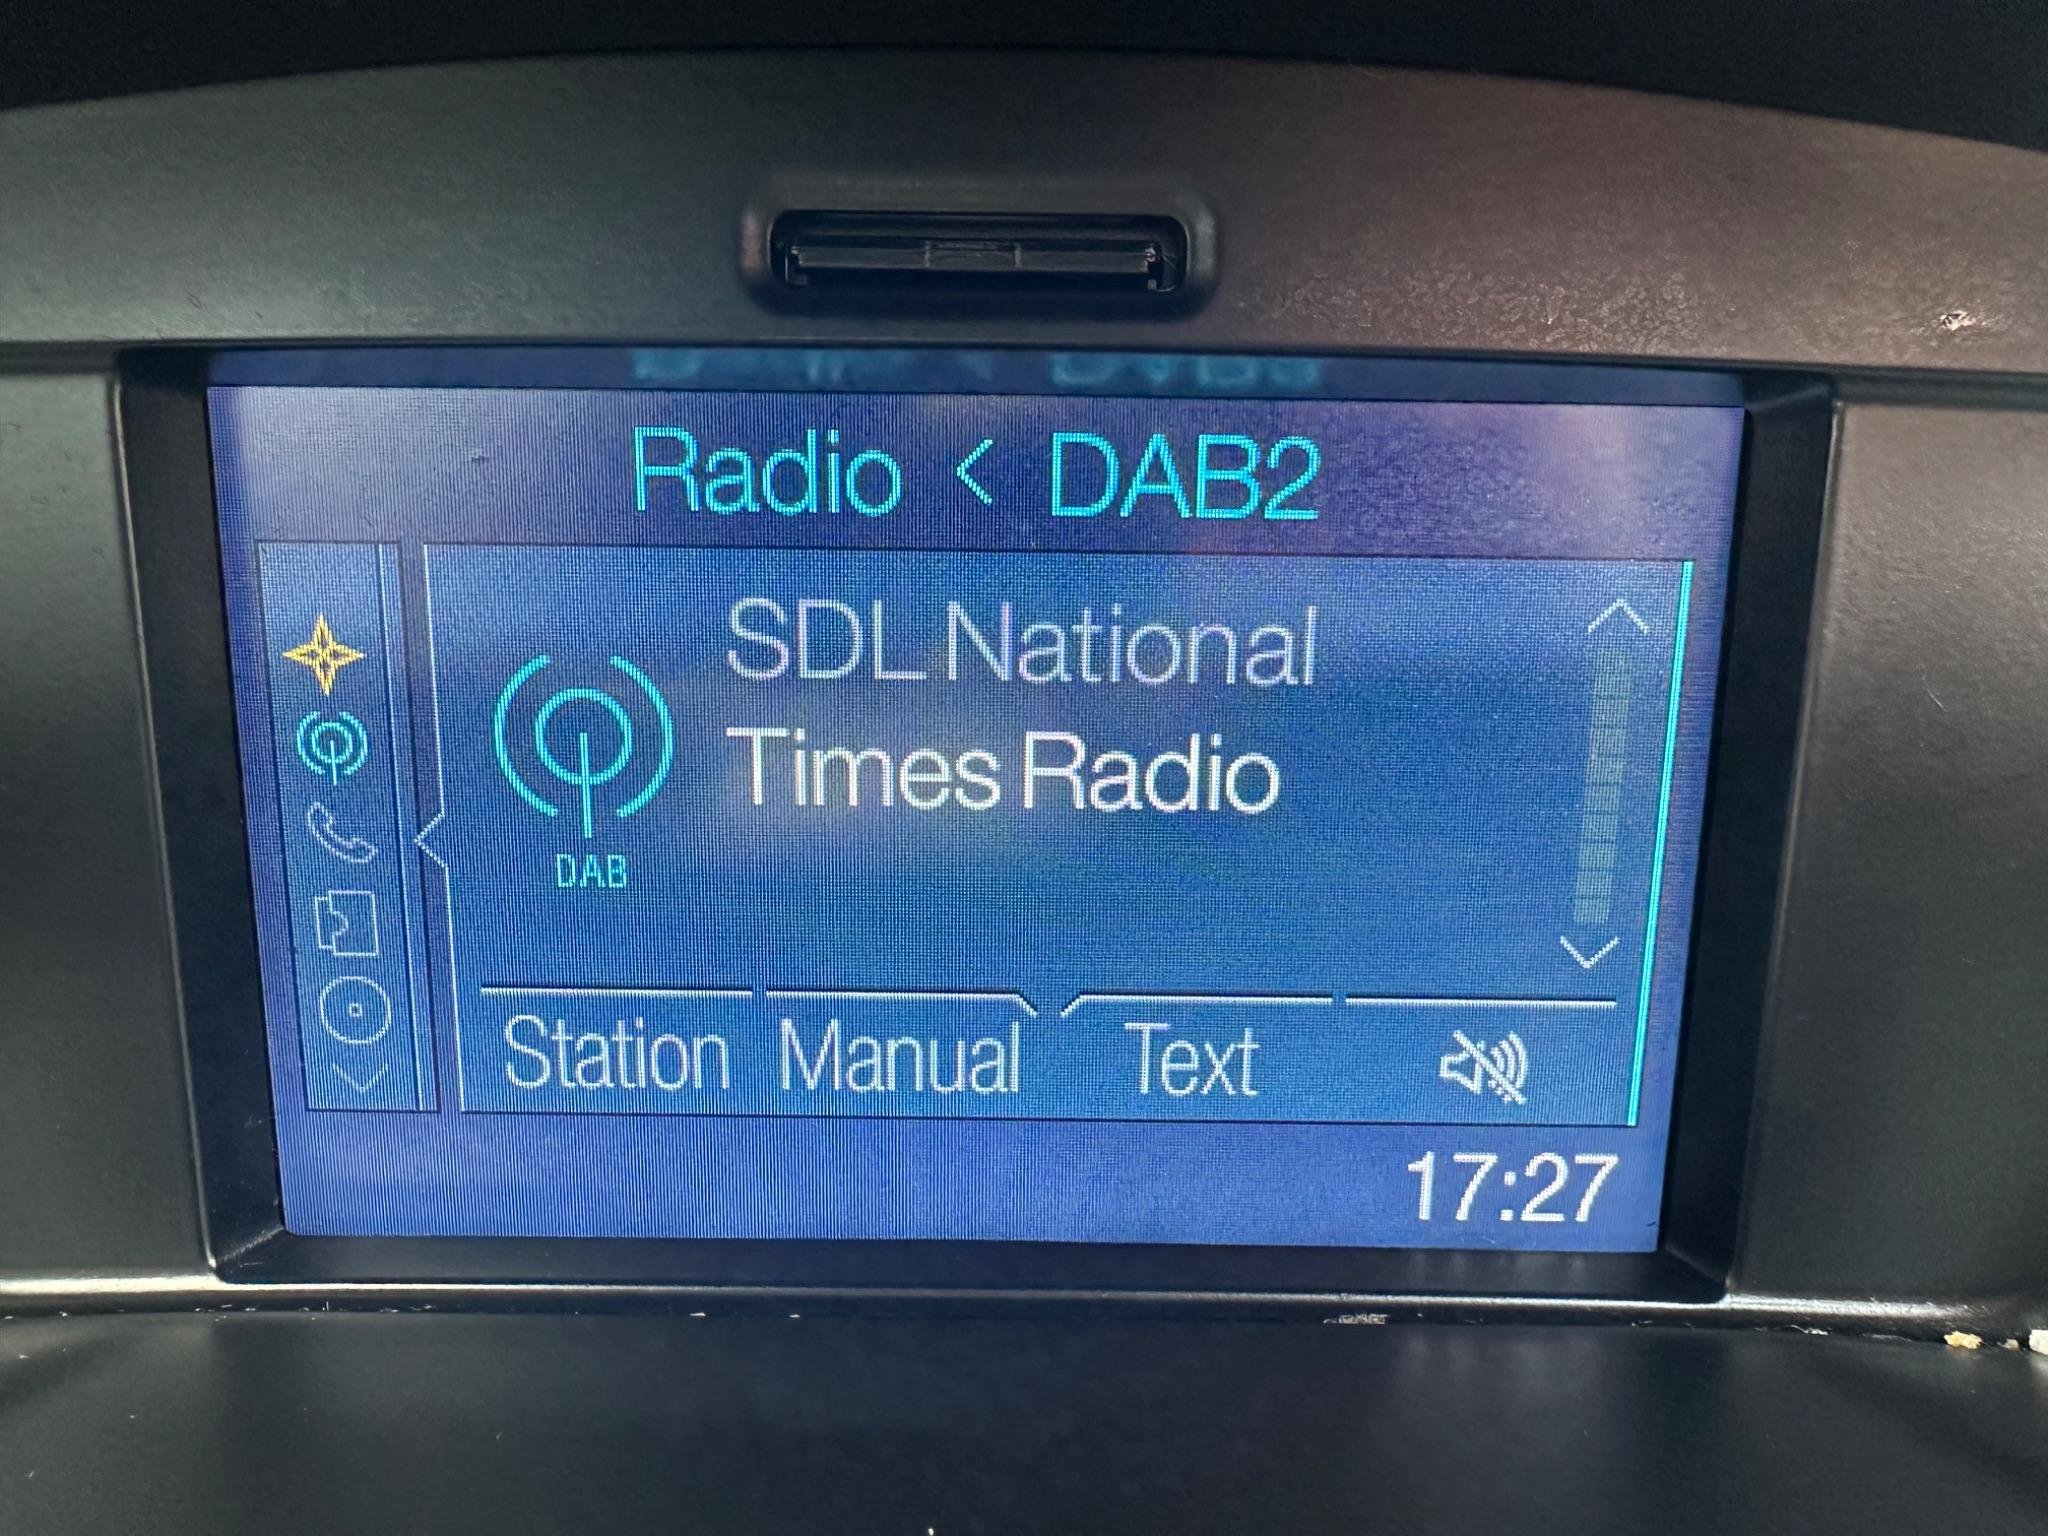 Radio < DAB2
SDL National
Times Radio
DAB
Station Manual Text
17:27